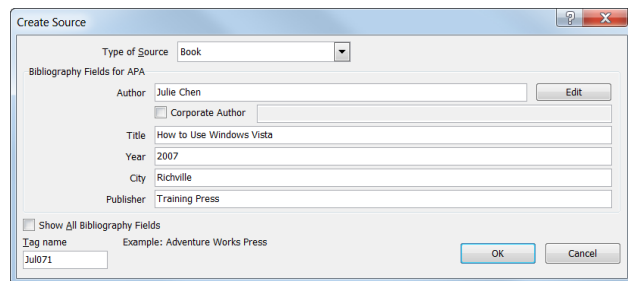 Create Source
Type of Source Book
Bibliography Fields for APA
Author Julie Chen Edit
Corporate Author
Title How to Use Windows Vista
Year 2007
City Richville
Publisher Training Press
Show All Bibliography Fields
Tag name Example: Adventure Works Press
Jul071 OK Cancel